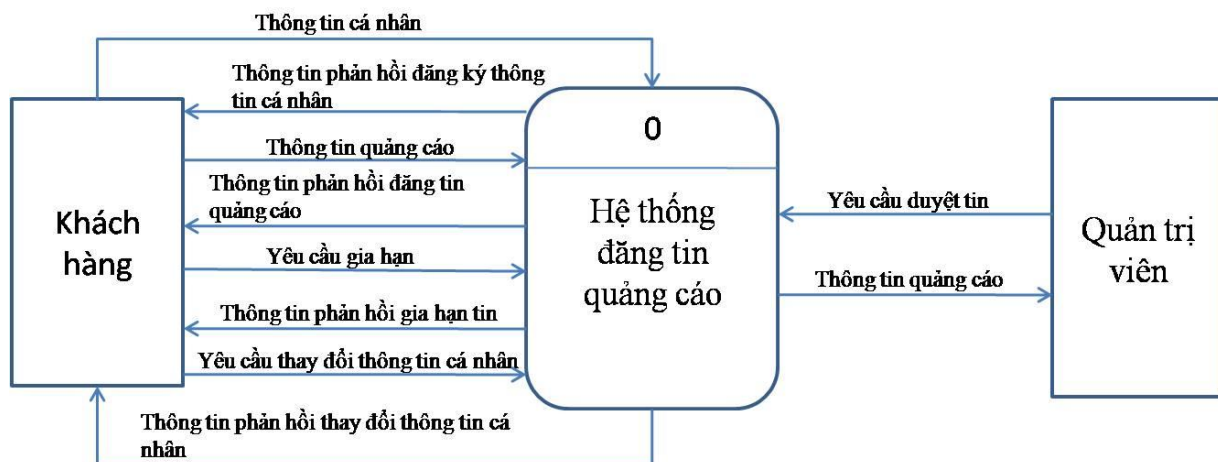 Thông tin cá nhân
Thông tin phản hồi đăng ký thông
tin cá nhân
0
Thông tin quảng cáo
Thông tin phản hồi đăng tin
quảng cáo
Khách
hàng
Yêu cầu gia hạn
Thông tin phản hồi gia hạn tin
Yêu cầu thay đổi thông tin cá nhân
Thông tin phản hồi thay đổi thông tin cá
nhân
Hệ thống
đăng tin
quảng cáo
Yêu cầu duyệt tin
Thông tin quảng cáo
Quản trị
viên